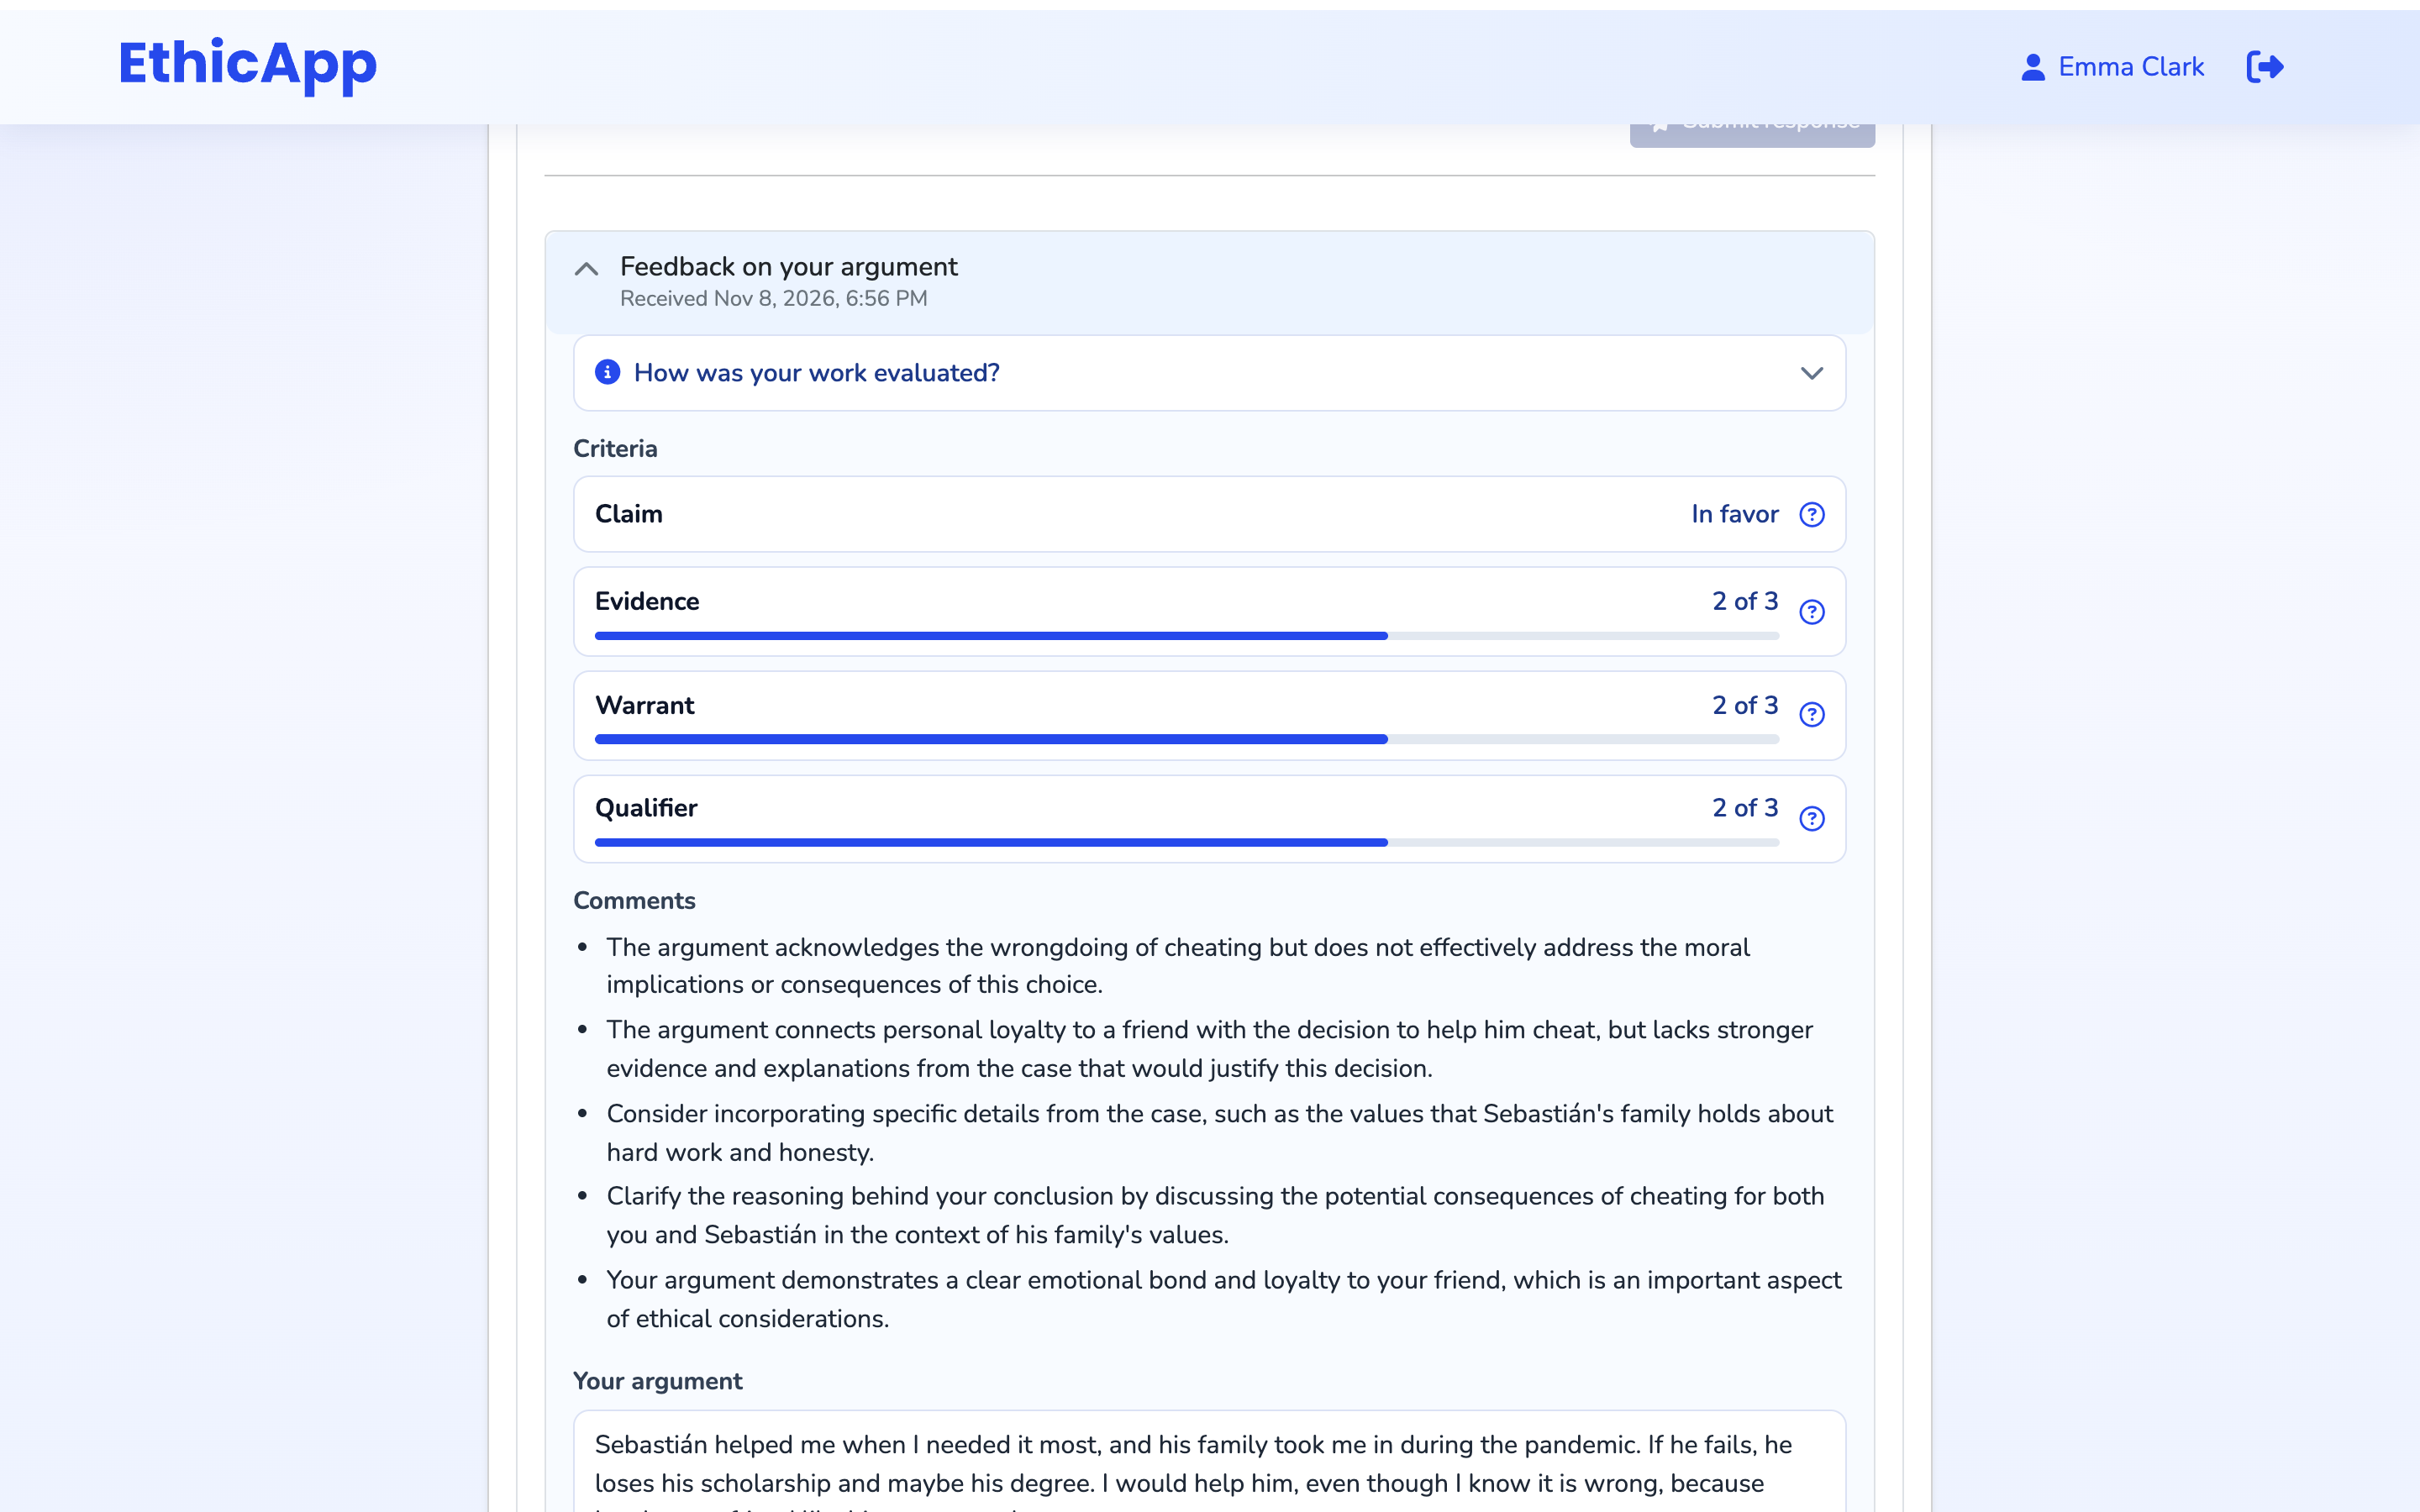 EthicApp
Emma Clark
Submit response
Feedback on your argument
Received Nov 8, 2026, 6:56 PM
How was your work evaluated?
Criteria
Claim
In favor
Evidence
2 of 3
Warrant
2 of 3
Qualifier
2 of 3
Comments
The argument acknowledges the wrongdoing of cheating but does not effectively address the moral
implications or consequences of this choice.
The argument connects personal loyalty to a friend with the decision to help him cheat, but lacks stronger
evidence and explanations from the case that would justify this decision.
Consider incorporating specific details from the case, such as the values that Sebastián's family holds about
hard work and honesty.
Clarify the reasoning behind your conclusion by discussing the potential consequences of cheating for both
you and Sebastián in the context of his family's values.
Your argument demonstrates a clear emotional bond and loyalty to your friend, which is an important aspect
of ethical considerations.
Your argument
Sebastián helped me when I needed it most, and his family took me in during the pandemic. If he fails, he
loses his scholarship and maybe his degree. I would help him, even though I know it is wrong, because